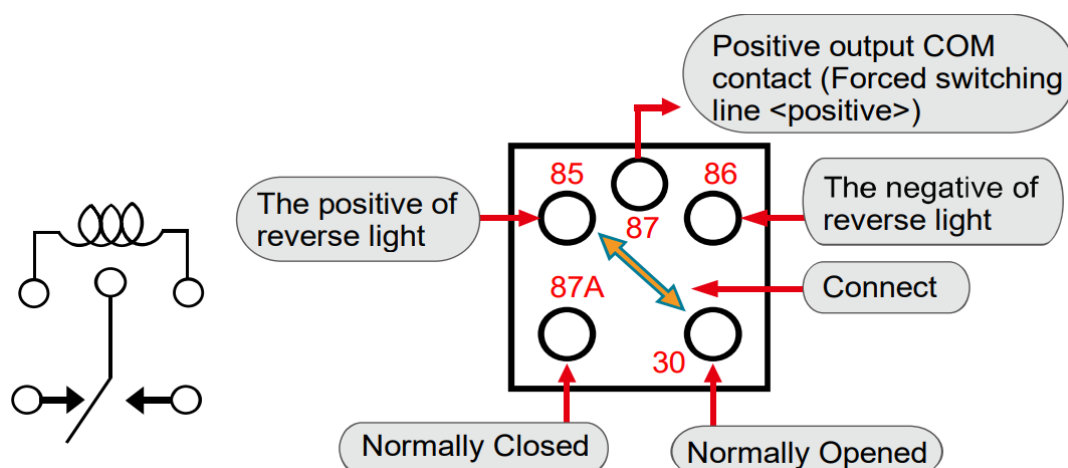 Positive output COM
contact (Forced switching
line <positive>)
85
86
The positive of
reverse light
87
The negative of
reverse light
87A
Connect
30
Normally Closed
Normally Opened